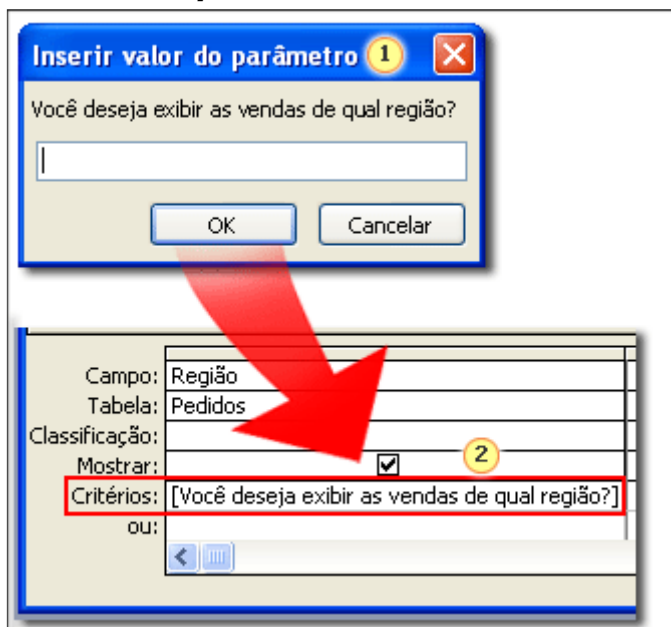 Inserir valor do parâmetro 1
Você deseja exibir as vendas de qual região?
OK Cancelar
Campo: Região
Tabela: Pedidos
Classificação:
Mostrar: 2
Critérios: [Você deseja exibir as vendas de qual região?]
ou: